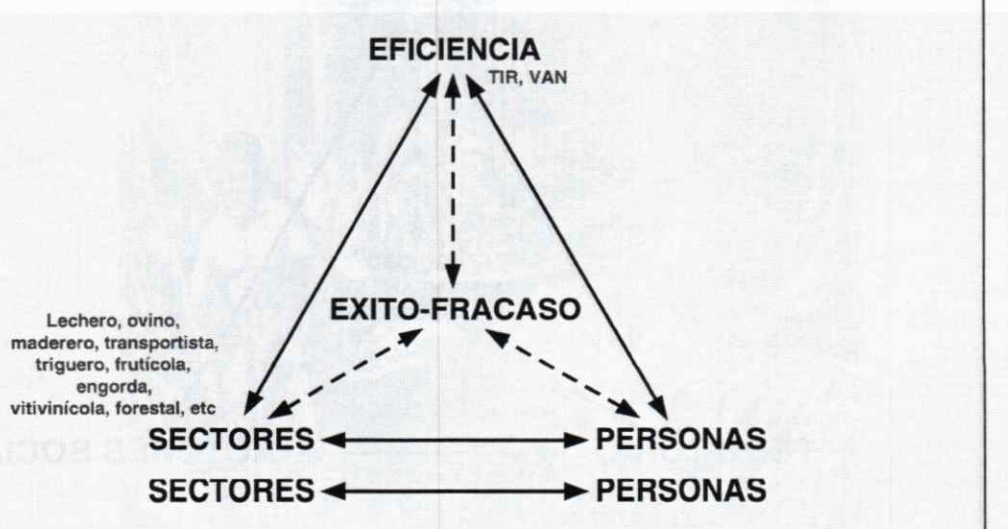 EFICIENCIA
TIR, VAN
EXITO-FRACASO
Lechero, ovino,
maderero, transportista,
triguero, frutícola,
engorda,
vitivinícola, forestal, etc
SECTORES PERSONAS
SECTORES PERSONAS